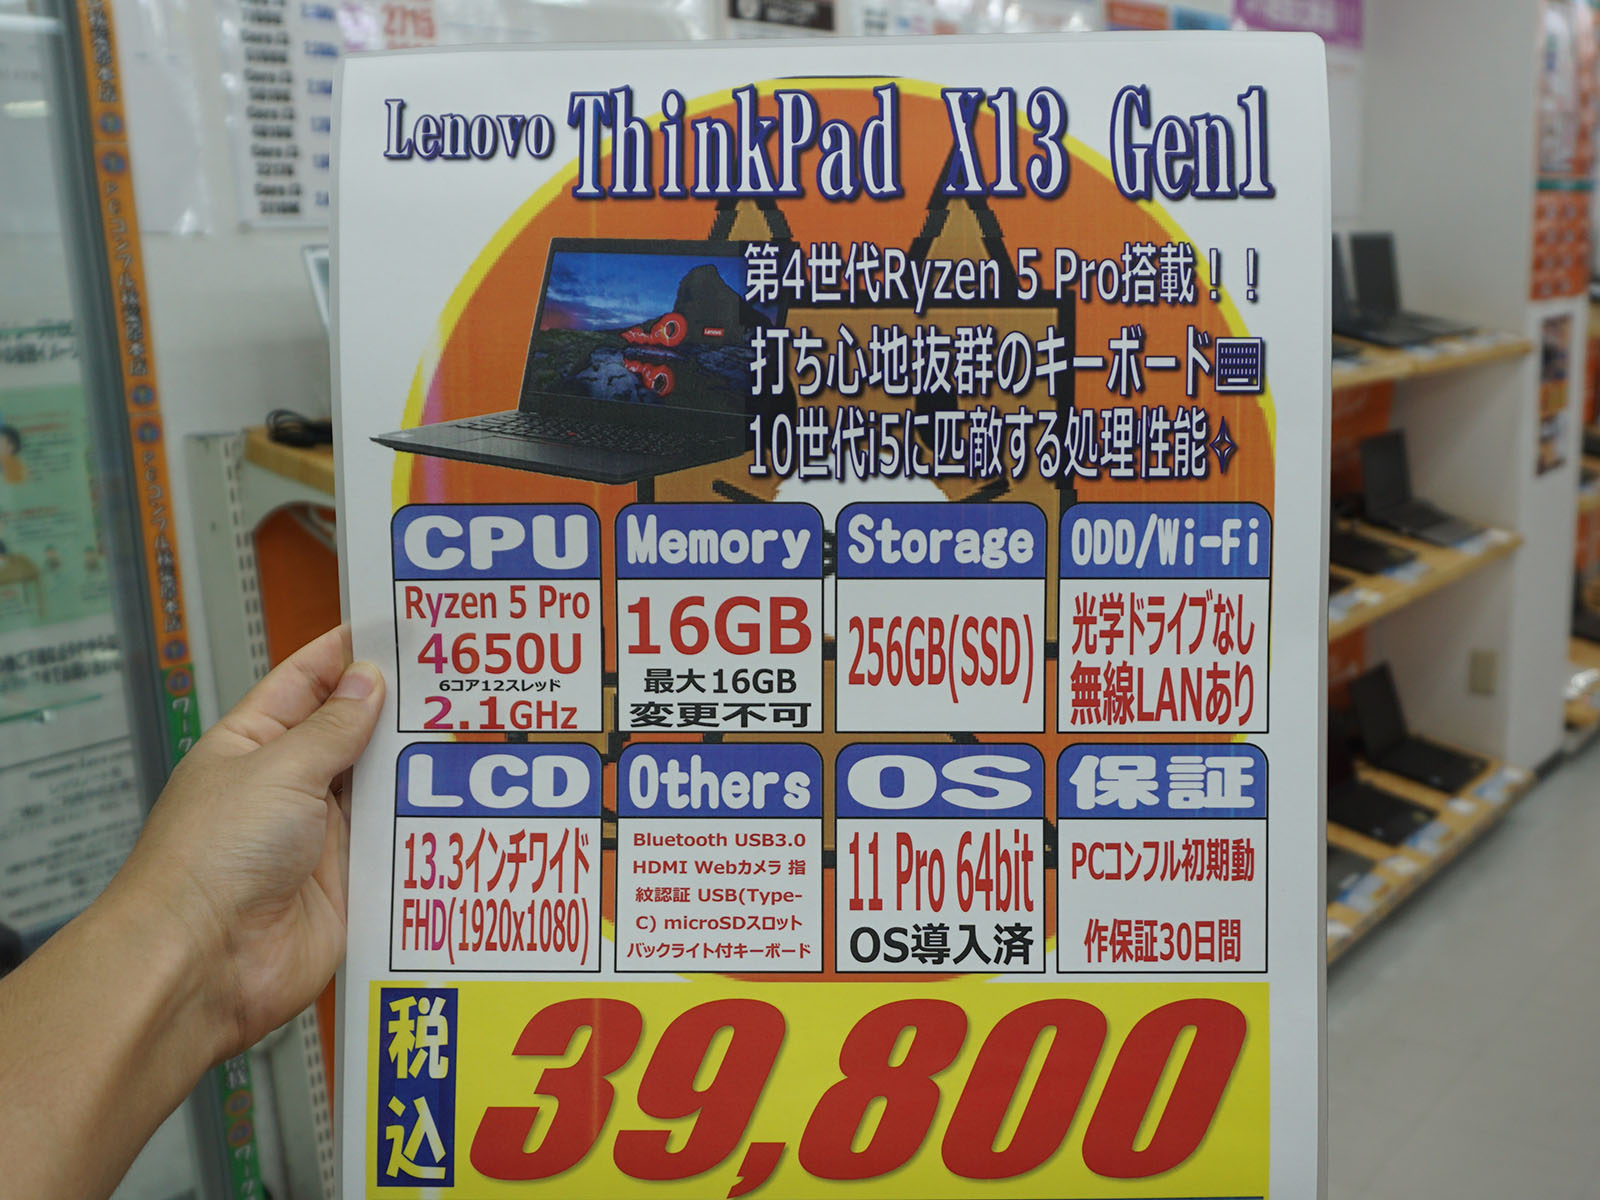 Lenovo ThinkPad X13 Gen1
第4世代Ryzen 5 Pro搭載！！
打ち心地抜群のキーボード
10世代i5に匹敵する処理性能
CPU
Ryzen 5 Pro
4650U
6コア12スレッド
2.1GHz
Memory
16GB
最大16GB
変更不可
Storage
256GB(SSD)
ODD/Wi-Fi
光学ドライブなし
無線LANあり
LCD
13.3インチワイド
FHD(1920x1080)
Others
Bluetooth USB3.0
HDMI Webカメラ 指
紋認証 USB(Type-
C) microSDスロット
バックライト付キーボード
OS
11 Pro 64bit
OS導入済
保証
PCコンフル初期動
作保証30日間
税込
39,800